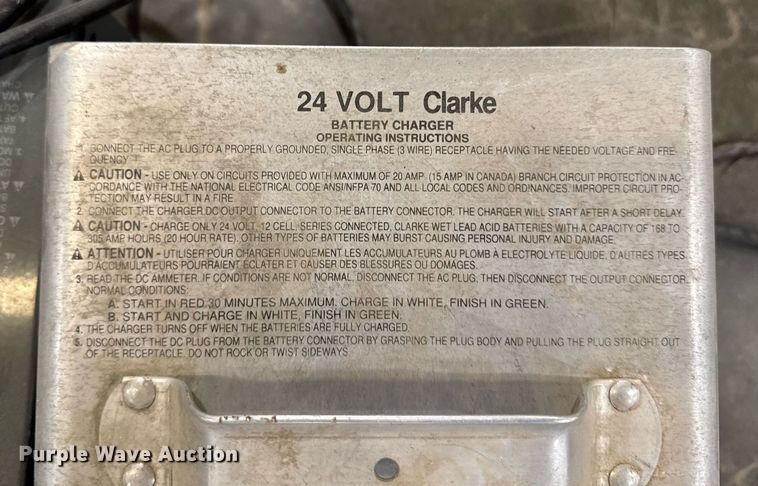 24 VOLT Clarke
BATTERY CHARGER
OPERATING INSTRUCTIONS
1. CONNECT THE AC PLUG TO A PROPERLY GROUNDED, SINGLE PHASE (3 WIRE) RECEPTACLE HAVING THE NEEDED VOLTAGE AND FRE-
QUENCY
CAUTION - USE ONLY ON CIRCUITS PROVIDED WITH MAXIMUM OF 20 AMP. (15 AMP IN CANADA) BRANCH CIRCUIT PROTECTION IN AC-
CORDANCE WITH THE NATIONAL ELECTRICAL CODE ANSI/NFPA 70 AND ALL LOCAL CODES AND ORDINANCES. IMPROPER CIRCUIT PRO-
TECTION MAY RESULT IN A FIRE.
2. CONNECT THE CHARGER DC OUTPUT CONNECTOR TO THE BATTERY CONNECTOR. THE CHARGER WILL START AFTER A SHORT DELAY.
CAUTION - CHARGE ONLY 24 VOLT, 12 CELL, SERIES CONNECTED, CLARKE WET LEAD ACID BATTERIES WITH A CAPACITY OF 168 TO
305 AMP HOURS (20 HOUR RATE). OTHER TYPES OF BATTERIES MAY BURST CAUSING PERSONAL INJURY AND DAMAGE.
ATTENTION - UTILISER POUR CHARGER UNIQUEMENT LES ACCUMULATEURS AU PLOMB À ELECTROLYTE LIQUIDE. D'AUTRES TYPES
D'ACCUMULATEURS POURRAIENT ÉCLATER ET CAUSER DES BLESSURES OU DOMAGES.
3. READ THE DC AMMETER. IF CONDITIONS ARE NOT NORMAL, DISCONNECT THE AC PLUG, THEN DISCONNECT THE OUTPUT CONNECTOR.
NORMAL CONDITIONS:
A. START IN RED 30 MINUTES MAXIMUM. CHARGE IN WHITE, FINISH IN GREEN.
B. START AND CHARGE IN WHITE, FINISH IN GREEN.
4. THE CHARGER TURNS OFF WHEN THE BATTERIES ARE FULLY CHARGED.
5. DISCONNECT THE DC PLUG FROM THE BATTERY CONNECTOR BY GRASPING THE PLUG BODY AND PULLING THE PLUG STRAIGHT OUT
OF THE RECEPTACLE. DO NOT ROCK OR TWIST SIDEWAYS
Purple Wave Auction